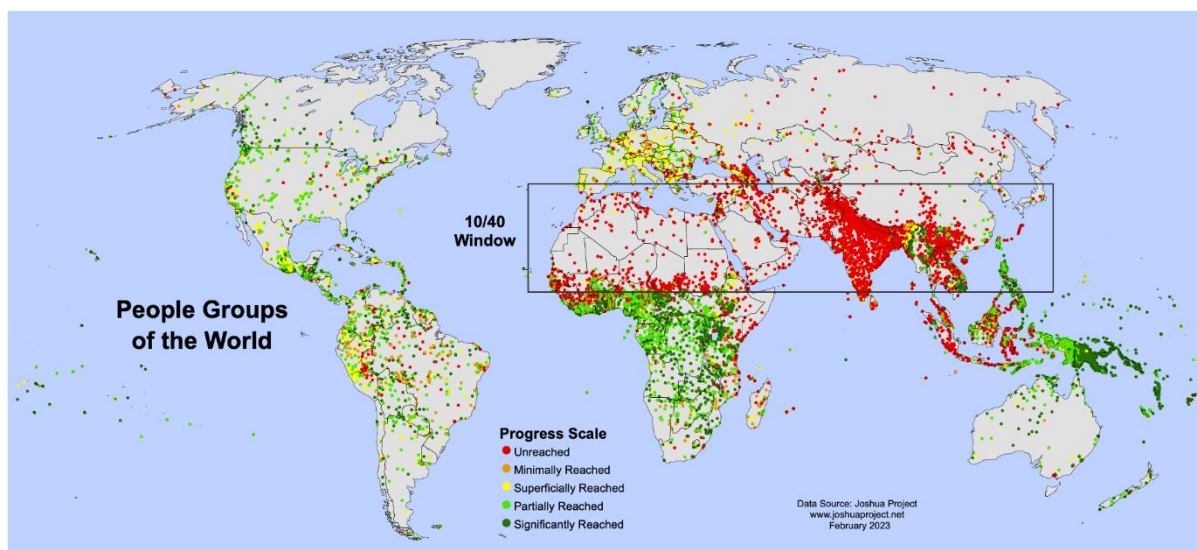 10/40
Window
People Groups
of the World
Progress Scale
Unreached
Minimally Reached
Superficially Reached
Partially Reached
Significantly Reached
Data Source: Joshua Project
www.joshuaproject.net
February 2023